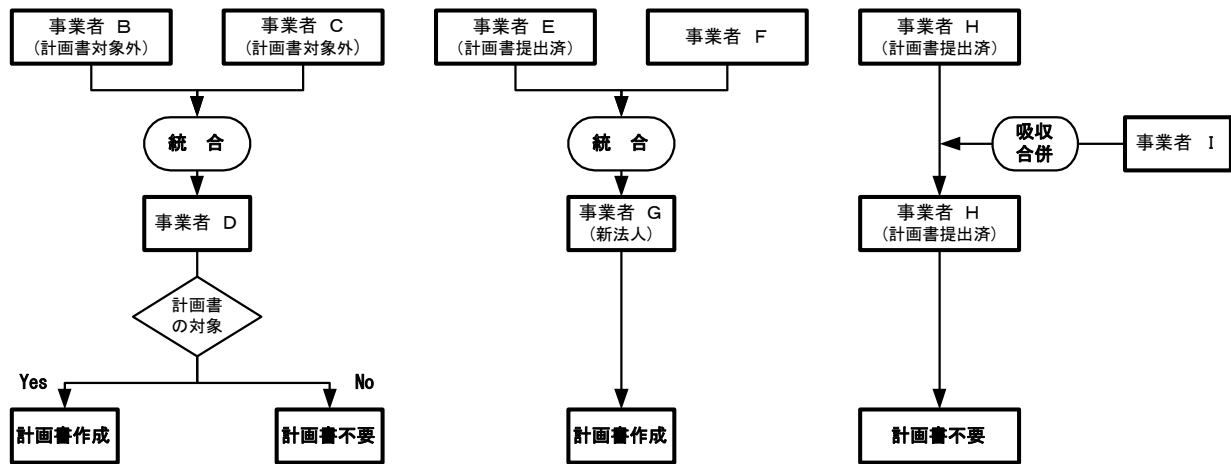 事業者 B
(計画書対象外)
事業者 C
(計画書対象外)
統 合
事業者 D
計画書
の対象
Yes
No
計画書作成
計画書不要
事業者 E
(計画書提出済)
事業者 F
統 合
事業者 G
(新法人)
計画書作成
事業者 H
(計画書提出済)
吸収
合併
事業者 I
事業者 H
(計画書提出済)
計画書不要